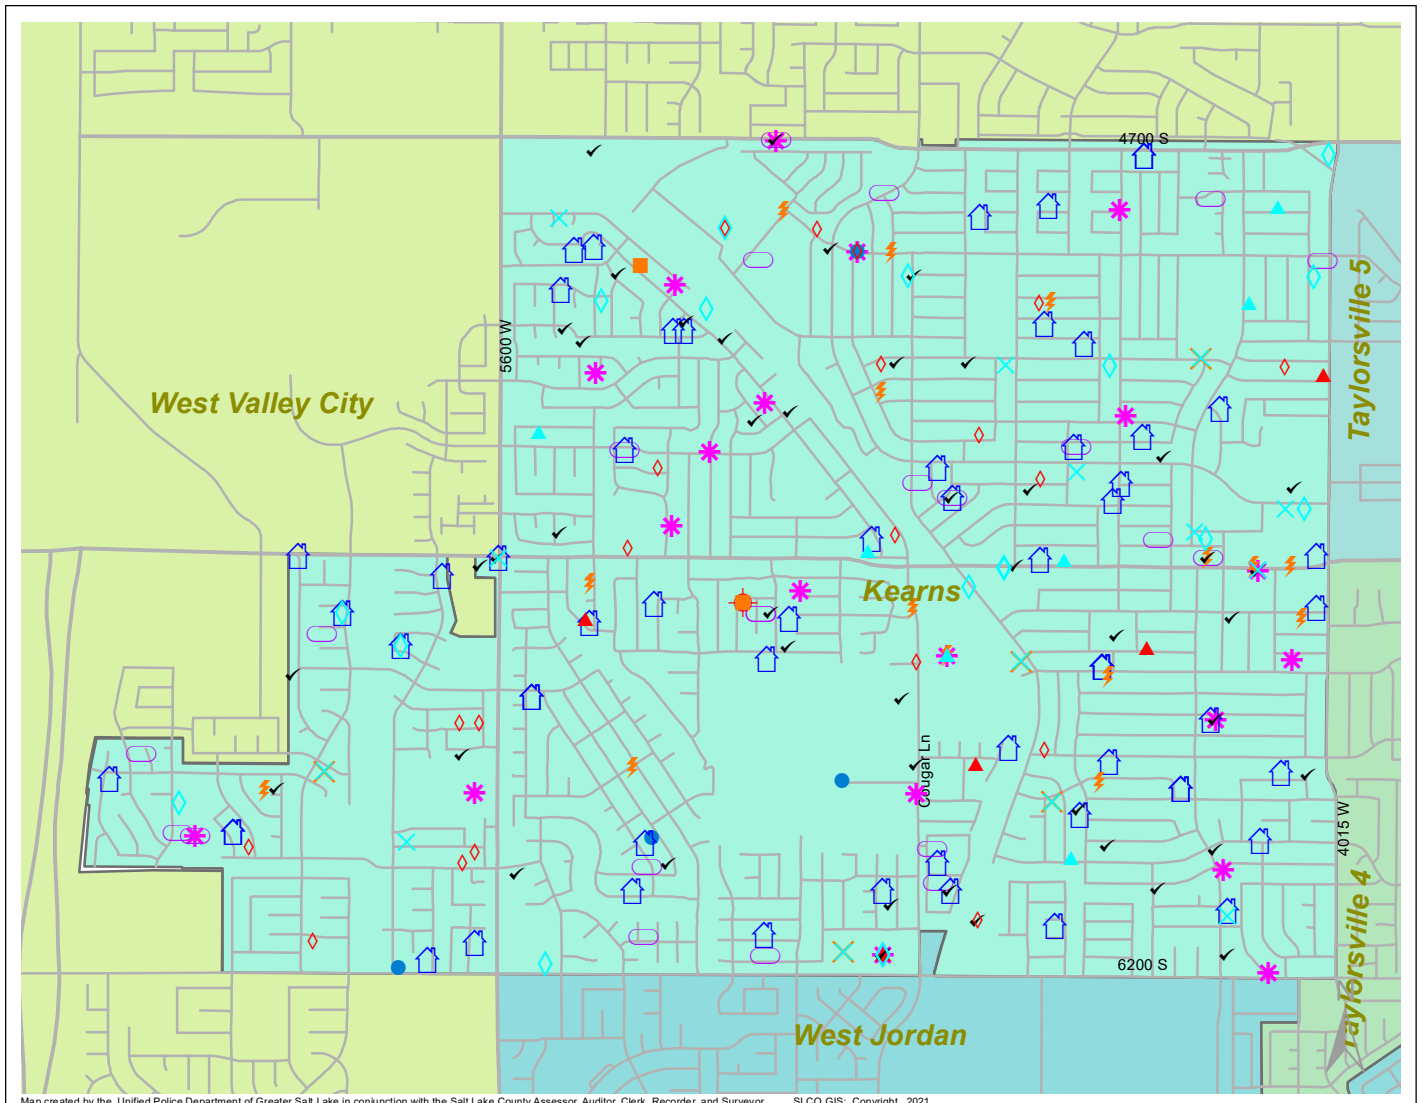 4700 S
Taylorsville 5
5600 W
West Valley City
Kearns
Cougar Ln
4015 W
Taylorsville 4
6200 S
West Jordan
Map created by the Unified Police Department of Greater Salt Lake in conjunction with the Salt Lake County Assessor, Auditor, Clerk, Recorder, and Surveyor. SLCO GIS: Copyright, 2021